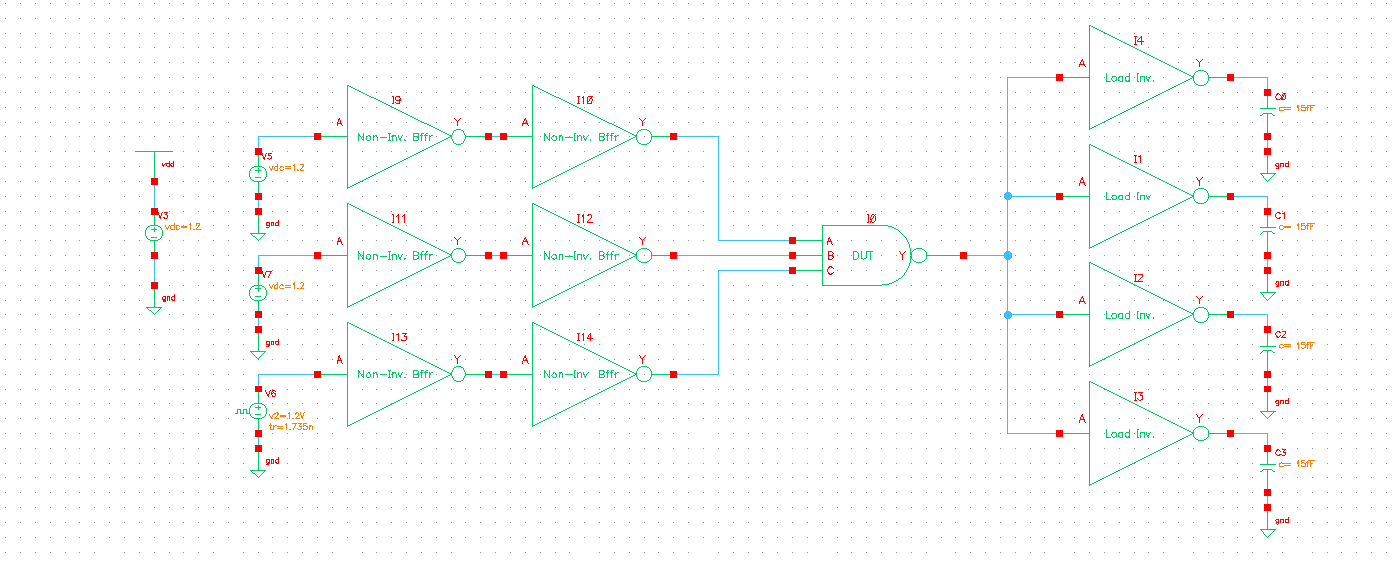 vdd
V3
vdc=1.2
gnd
V5
vdc=1.2
gnd
V7
vdc=1.2
gnd
V6
v2=1.2V
tr=1.735n
gnd
I9
A
Non-Inv. Bffr
Y
I10
A
Non-Inv. Bffr
Y
I11
A
Non-Inv. Bffr
Y
I12
A
Non-Inv. Bffr
Y
I13
A
Non-Inv. Bffr
Y
I14
A
Non-Inv. Bffr
Y
I0
A
B DUT Y
C
I4
A
Load Inv.
Y
C0
c= 15fF
gnd
I1
A
Load Inv
Y
C1
c= 15fF
gnd
I2
A
Load Inv.
Y
C2
c= 15fF
gnd
I3
A
Load Inv.
Y
C3
c= 15fF
gnd